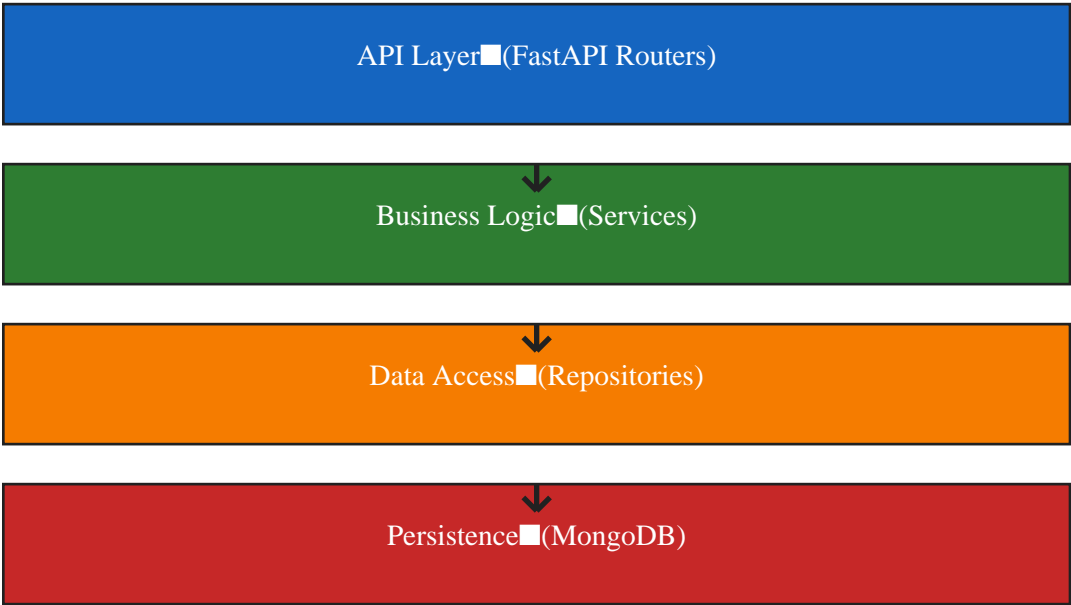 API Layer■(FastAPI Routers)
Business Logic■(Services)
Data Access■(Repositories)
Persistence■(MongoDB)